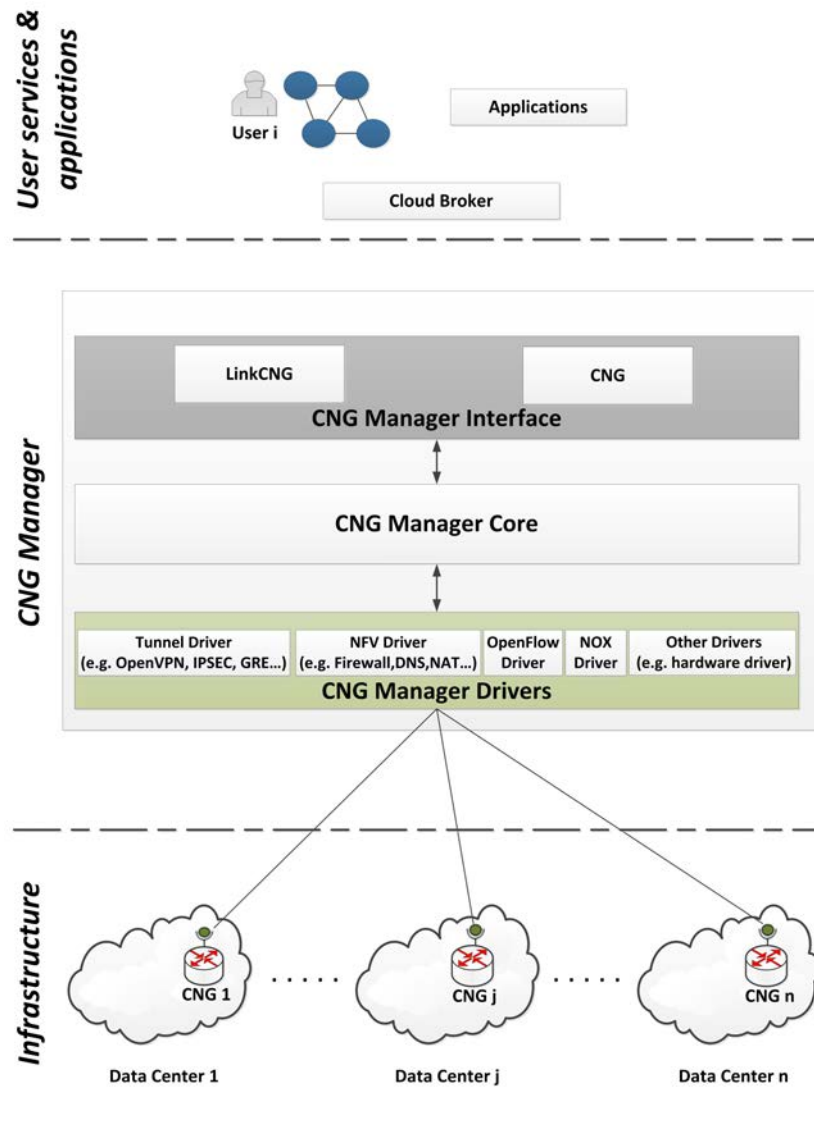 User services &
applications
User i
Applications
Cloud Broker
CNG Manager
LinkCNG
CNG
CNG Manager Interface
CNG Manager Core
Tunnel Driver
(e.g. OpenVPN, IPSEC, GRE...)
NFV Driver
(e.g. Firewall,DNS,NAT...)
OpenFlow
Driver
NOX
Driver
Other Drivers
(e.g. hardware driver)
CNG Manager Drivers
Infrastructure
CNG 1
. . . . .
CNG j
. . . . .
CNG n
Data Center 1
Data Center j
Data Center n